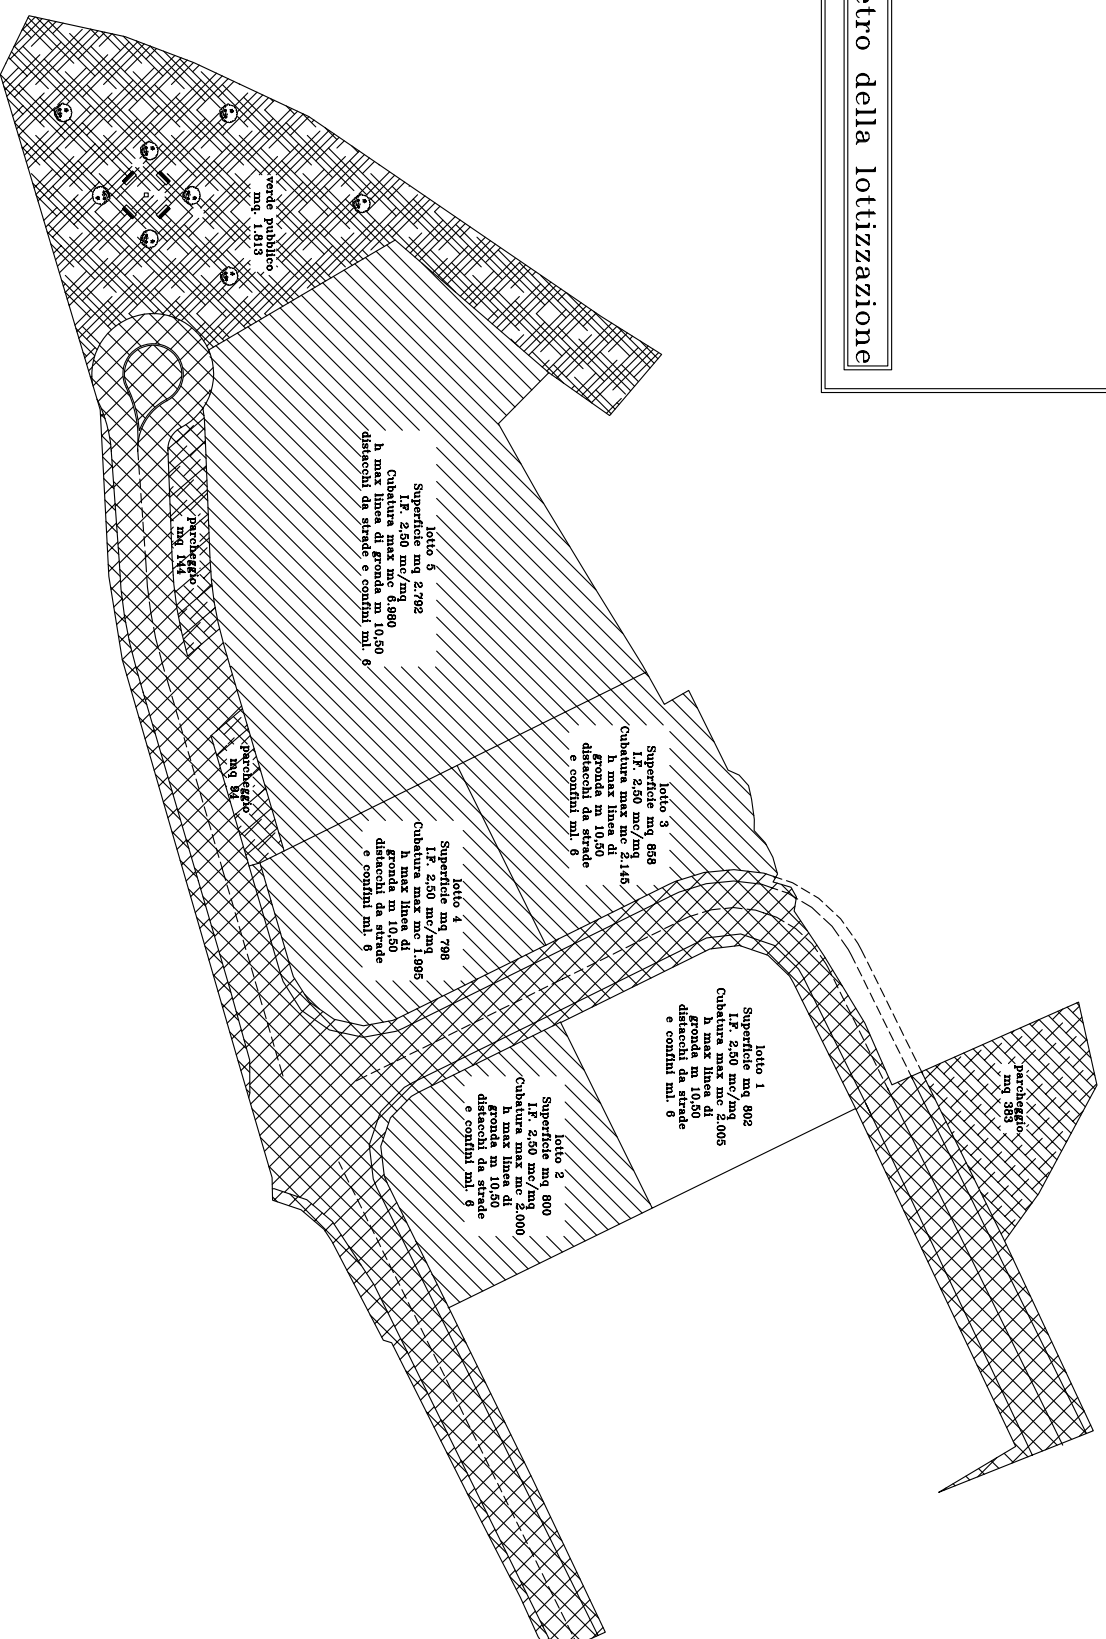 etro della lottizzazione
verde pubblico
mq. 1.813
lotto 5
Superficie mq 2.792
I.F. 2,50 mc/mq
Cubatura max mc 6.980
h max linea di gronda m 10,50
distacchi da strade e confini ml. 6
parcheggio
mq 144
parcheggio
mq 94
lotto 3
Superficie mq 858
I.F. 2,50 mc/mq
Cubatura max mc 2.145
h max linea di
gronda m 10,50
distacchi da strade
e confini ml. 6
lotto 4
Superficie mq 798
I.F. 2,50 mc/mq
Cubatura max mc 1.995
h max linea di
gronda m 10,50
distacchi da strade
e confini ml. 6
lotto 1
Superficie mq 802
I.F. 2,50 mc/mq
Cubatura max mc 2.005
h max linea di
gronda m 10,50
distacchi da strade
e confini ml. 6
lotto 2
Superficie mq 800
I.F. 2,50 mc/mq
Cubatura max mc 2.000
h max linea di
gronda m 10,50
distacchi da strade
e confini ml. 6
parcheggio
mq 383